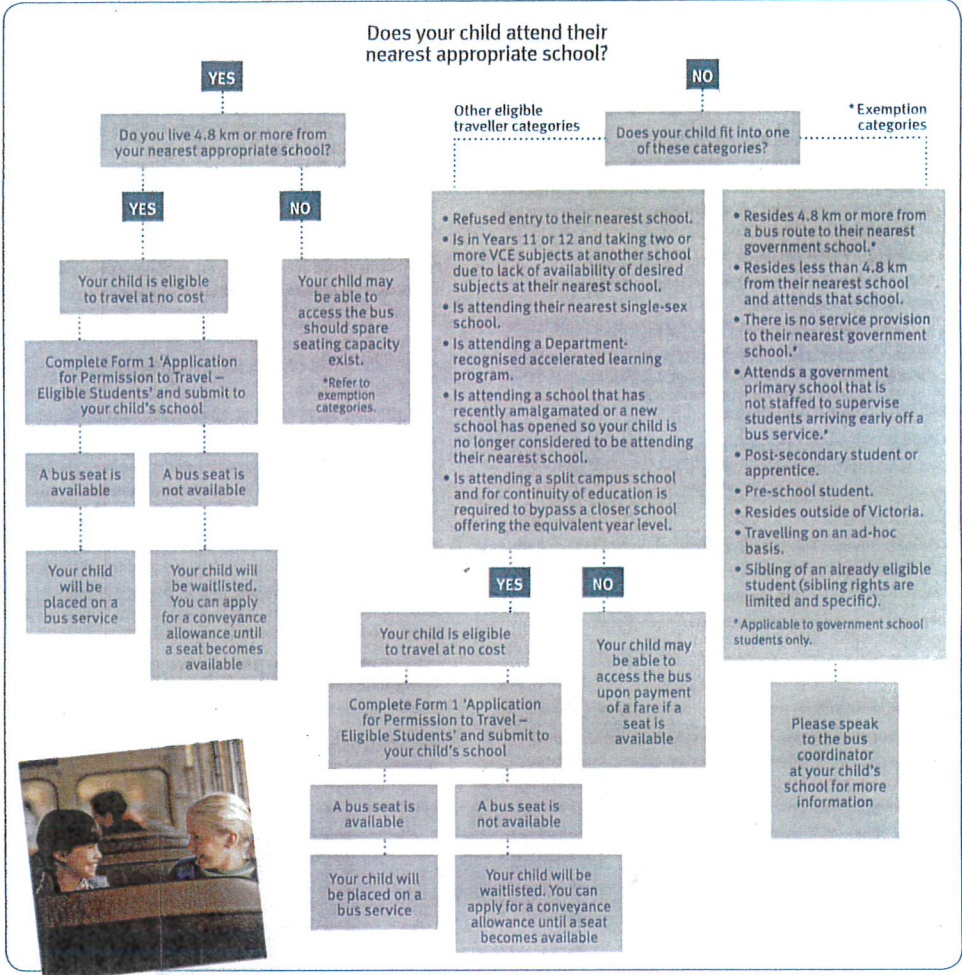 Does your child attend their
nearest appropriate school?
YES
Do you live 4.8 km or more from
your nearest appropriate school?
YES
NO
Your child is eligible
to travel at no cost
Your child may
be able to
access the bus
should spare
seating capacity
exist.
*Refer to
exemption
categories.
Complete Form 1 'Application
for Permission to Travel –
Eligible Students' and submit to
your child's school
A bus seat is
available
A bus seat is
not available
Your child
will be
placed on a
bus service
Your child will
be waitlisted.
You can apply
for a conveyance
allowance until
a seat becomes
available
NO
Other eligible
traveller categories
Does your child fit into one
of these categories?
* Exemption
categories
• Refused entry to their nearest school.
• Is in Years 11 or 12 and taking two or
more VCE subjects at another school
due to lack of availability of desired
subjects at their nearest school.
• Is attending their nearest single-sex
school.
• Is attending a Department-
recognised accelerated learning
program.
• Is attending a school that has
recently amalgamated or a new
school has opened so your child is
no longer considered to be attending
their nearest school.
• Is attending a split campus school
and for continuity of education is
required to bypass a closer school
offering the equivalent year level.
YES
NO
Your child is eligible
to travel at no cost
Your child may
be able to
access the bus
upon payment
of a fare if a
seat is
available
Complete Form 1 'Application
for Permission to Travel –
Eligible Students' and submit to
your child's school
A bus seat is
available
A bus seat is
not available
Your child will
be placed on a
bus service
Your child will be
waitlisted. You can
apply for a conveyance
allowance until a seat
becomes available
• Resides 4.8 km or more from
a bus route to their nearest
government school.*
• Resides less than 4.8 km
from their nearest school
and attends that school.
• There is no service provision
to their nearest government
school.*
• Attends a government
primary school that is
not staffed to supervise
students arriving early off a
bus service.*
• Post-secondary student or
apprentice.
• Pre-school student.
• Resides outside of Victoria.
• Travelling on an ad-hoc
basis.
• Sibling of an already eligible
student (sibling rights are
limited and specific).
* Applicable to government school
students only.
Please speak
to the bus
coordinator
at your child's
school for more
information